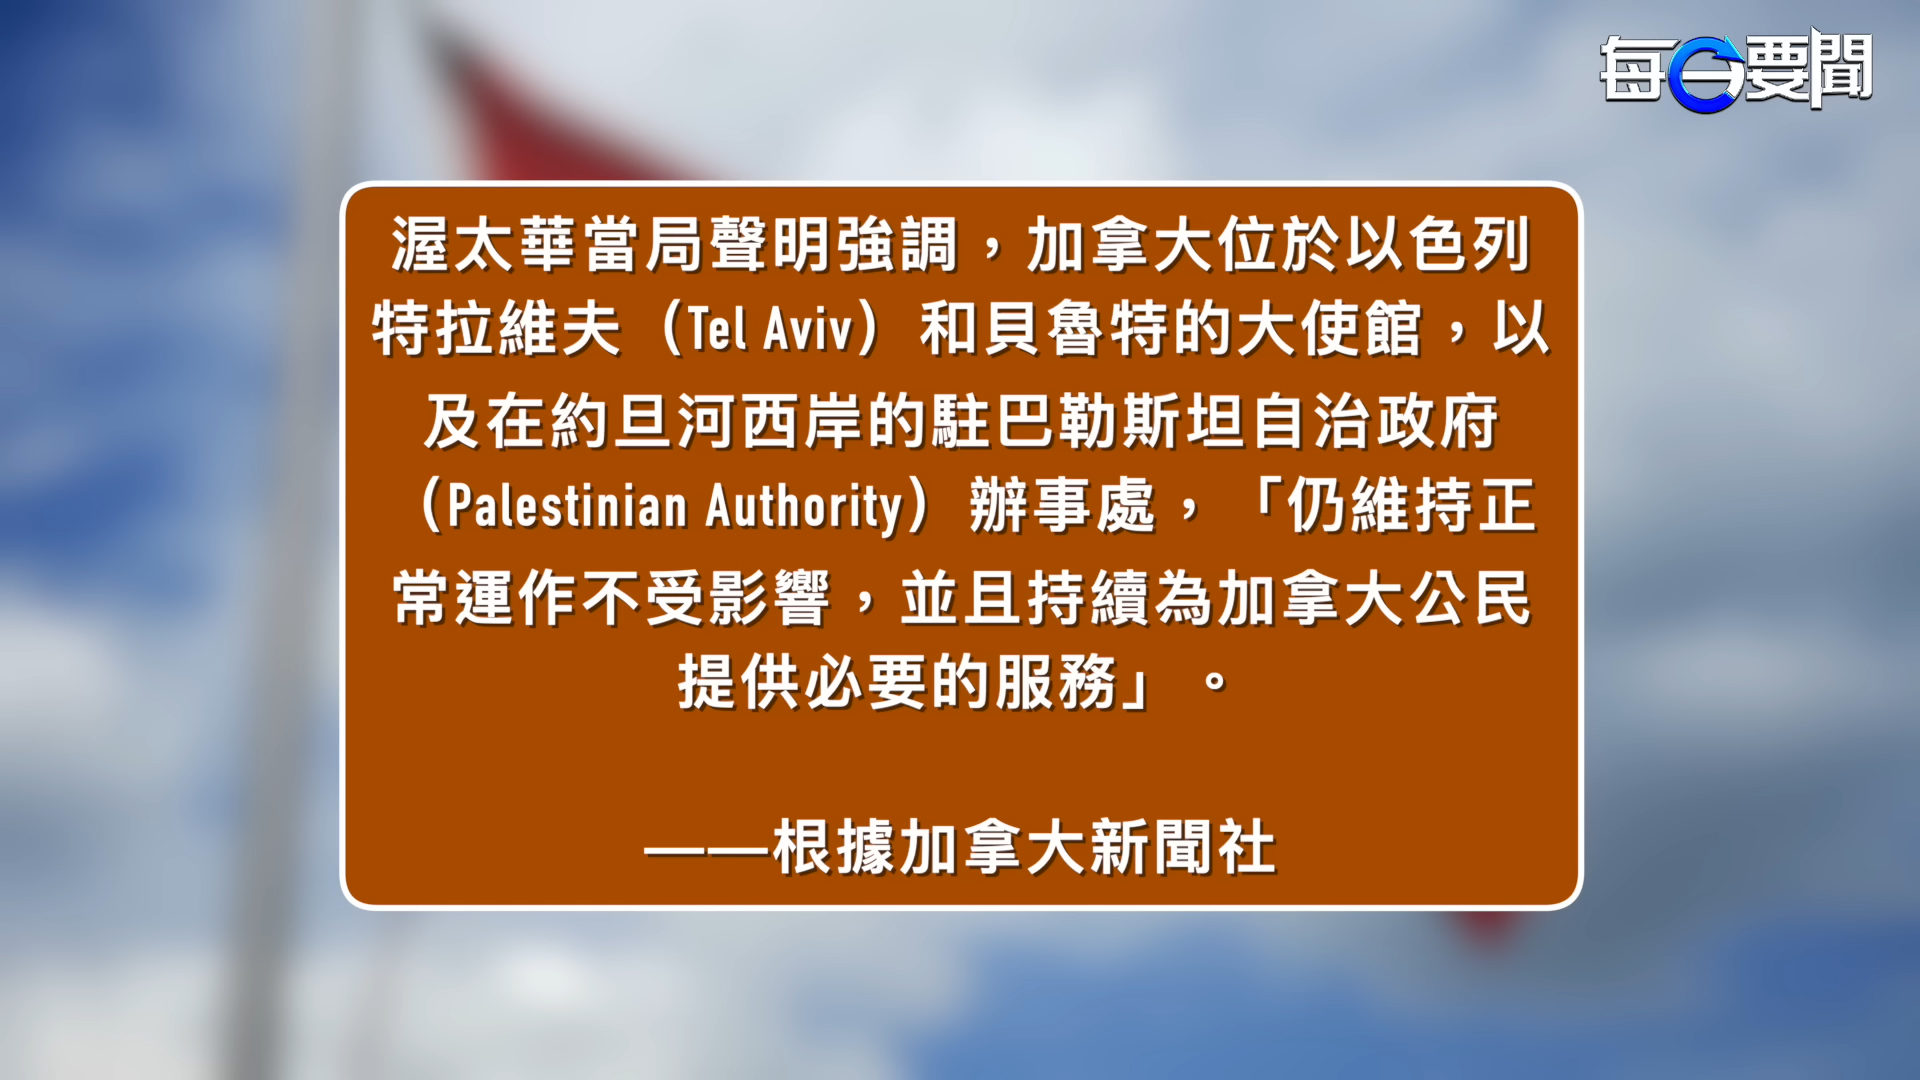 每日要聞
渥太華當局聲明強調，加拿大位於以色列
特拉維夫（Tel Aviv）和貝魯特的大使館，以
及在約旦河西岸的駐巴勒斯坦自治政府
（Palestinian Authority）辦事處，「仍維持正
常運作不受影響，並且持續為加拿大公民
提供必要的服務」。
——根據加拿大新聞社